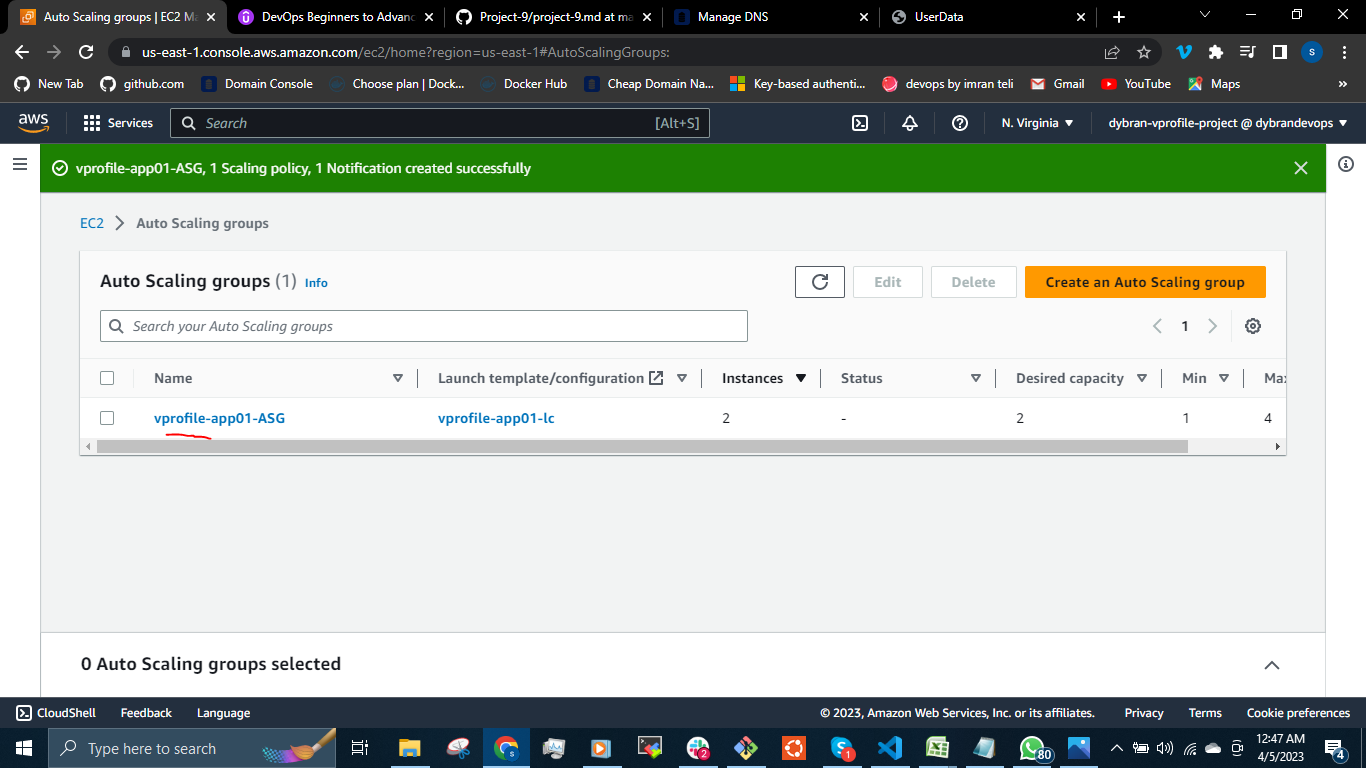 Auto Scaling groups | EC2 Ma
DevOps Beginners to Advanc
Project-9/project-9.md at ma
Manage DNS
UserData
us-east-1.console.aws.amazon.com/ec2/home?region=us-east-1#AutoScalingGroups:
S
New Tab
github.com
Domain Console
Choose plan | Dock...
Docker Hub
Cheap Domain Na...
Key-based authenti...
devops by imran teli
Gmail
YouTube
Maps
»
aws
Services
Search
[Alt+S]
N. Virginia
dybran-vprofile-project @ dybrandevops
vprofile-app01-ASG, 1 Scaling policy, 1 Notification created successfully
EC2
Auto Scaling groups
Auto Scaling groups (1) Info
Edit
Delete
Create an Auto Scaling group
Search your Auto Scaling groups
1
Name
Launch template/configuration
Instances
Status
Desired capacity
Min
Max
vprofile-app01-ASG
vprofile-app01-lc
2
-
2
1
4
0 Auto Scaling groups selected
CloudShell
Feedback
Language
© 2023, Amazon Web Services, Inc. or its affiliates.
Privacy
Terms
Cookie preferences
Type here to search
2
1
80
12:47 AM
4/5/2023
4